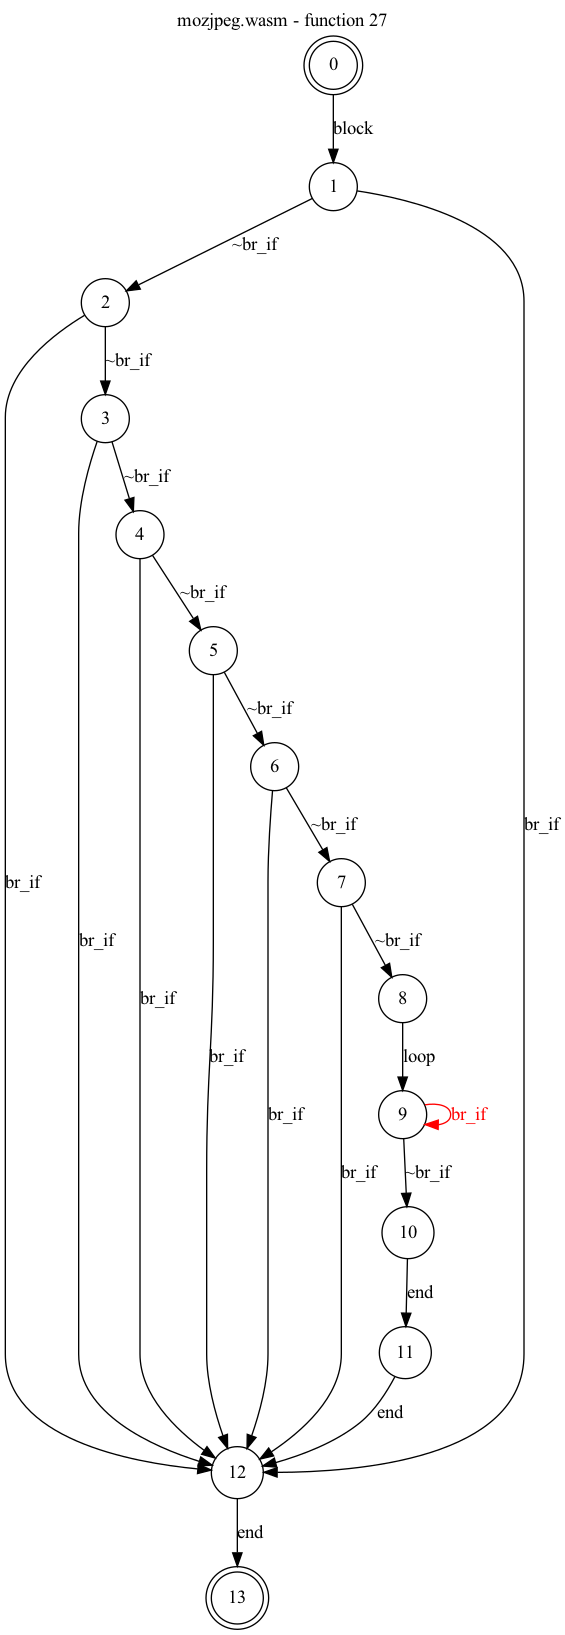 mozjpeg.wasm - function 27
0
block
1
~br_if
2
~br_if
3
~br_if
4
~br_if
5
~br_if
6
~br_if
br_if
7
br_if
~br_if
br_if
8
br_if
br_if
loop
9
br_if
br_if
~br_if
br_if
10
end
11
end
12
end
13